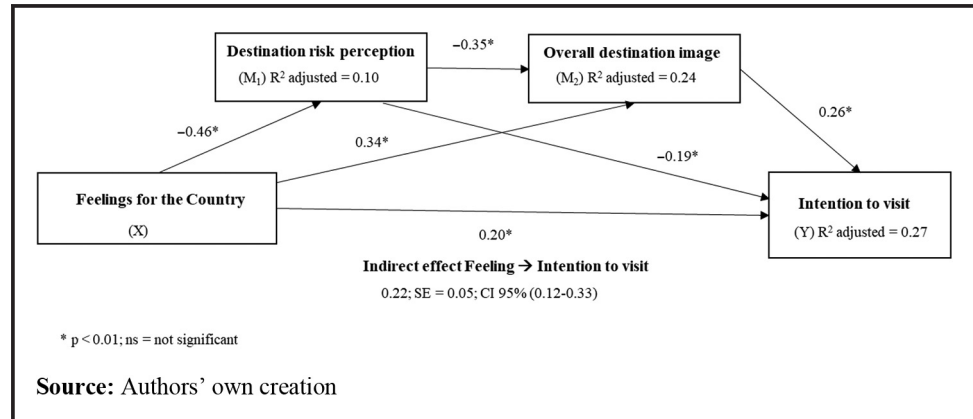 Destination risk perception
(M₁) R² adjusted = 0.10
−0.35*
Overall destination image
(M₂) R² adjusted = 0.24
−0.46*
0.34*
0.26*
−0.19*
Feelings for the Country
(X)
Intention to visit
(Y) R² adjusted = 0.27
0.20*
Indirect effect Feeling → Intention to visit
0.22; SE = 0.05; CI 95% (0.12-0.33)
* p < 0.01; ns = not significant
Source: Authors’ own creation